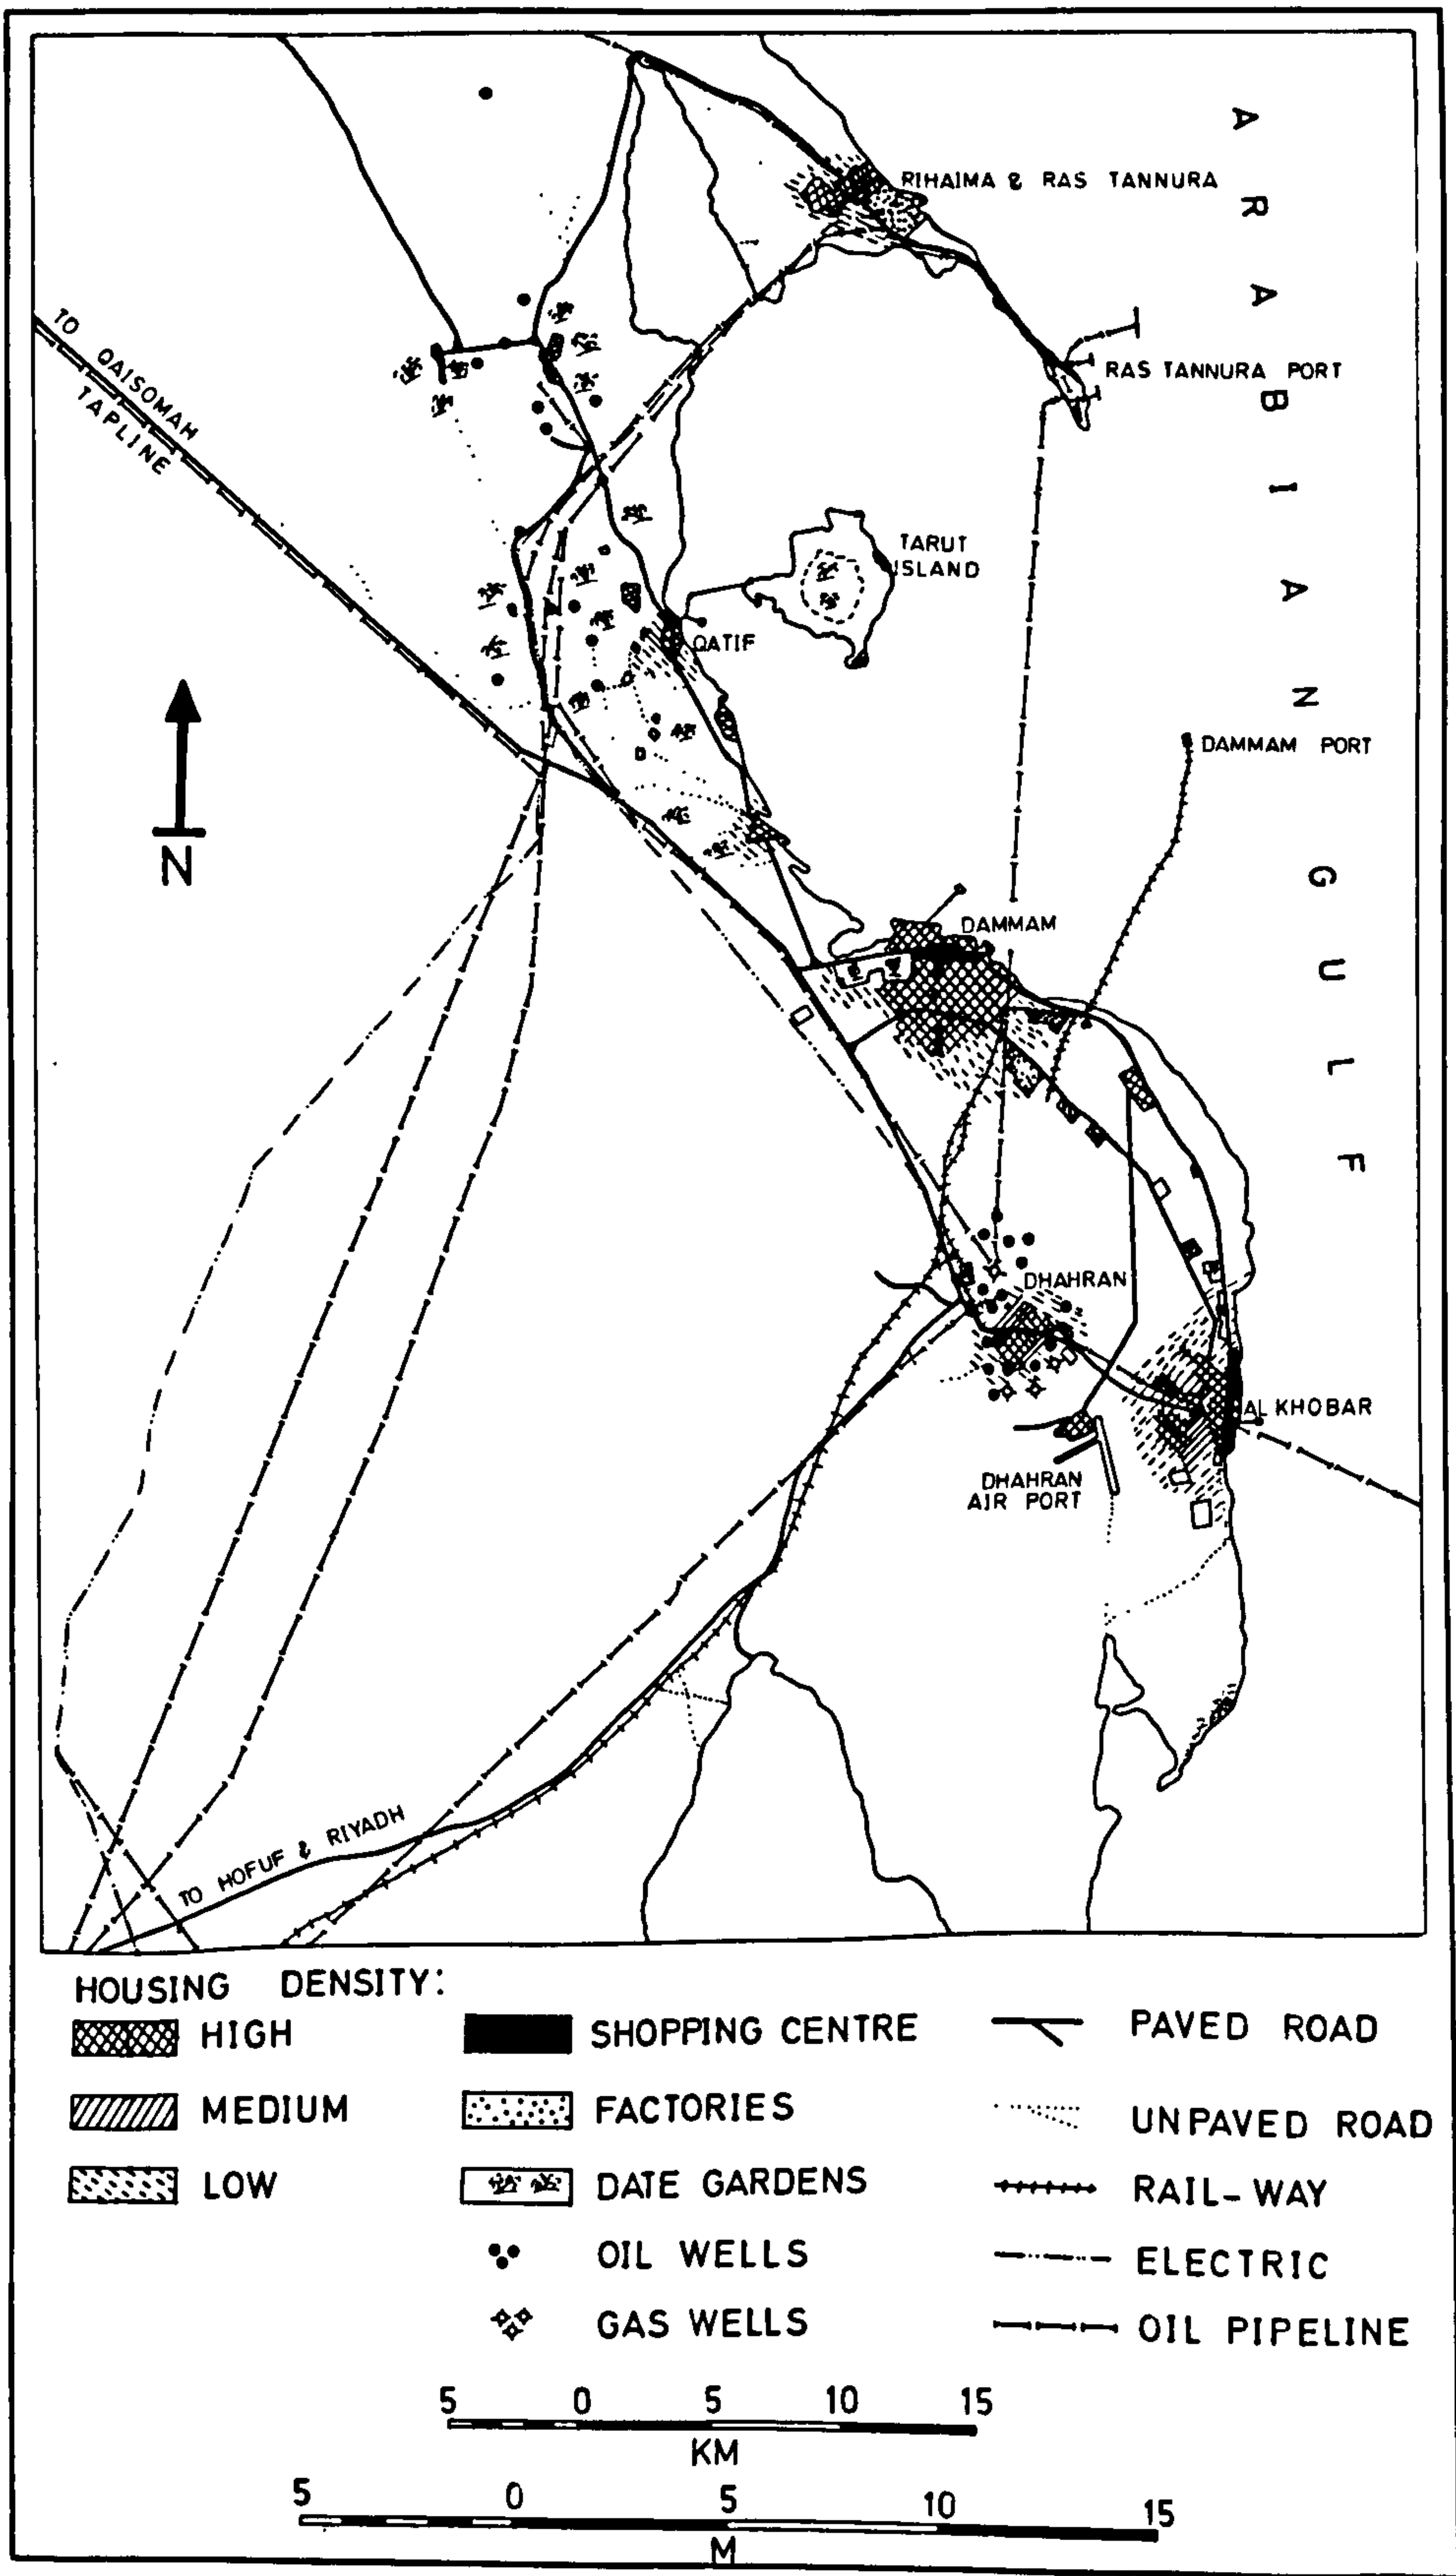 ARABIAN GULF
RIHAIMA & RAS TANNURA
RAS TANNURA PORT
TO QAISOMAH
TAPLINE
TARUT
ISLAND
QATIF
DAMMAM PORT
N
DAMMAM
DHAHRAN
AL KHOBAR
DHAHRAN
AIR PORT
TO HOFUF & RIYADH
HOUSING DENSITY:
HIGH
MEDIUM
LOW
SHOPPING CENTRE
FACTORIES
DATE GARDENS
OIL WELLS
GAS WELLS
PAVED ROAD
UNPAVED ROAD
RAIL-WAY
ELECTRIC
OIL PIPELINE
5 0 5 10 15
KM
5 0 5 10 15
M